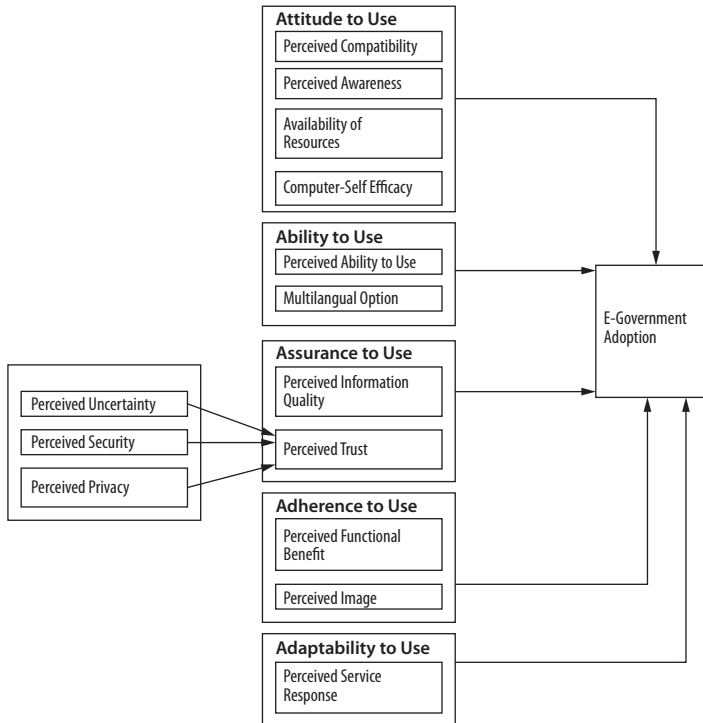 Attitude to Use
Perceived Compatibility
Perceived Awareness
Availability of
Resources
Computer-Self Efficacy
Ability to Use
Perceived Ability to Use
Multilangual Option
E-Government
Adoption
Assurance to Use
Perceived Information
Quality
Perceived Trust
Perceived Uncertainty
Perceived Security
Perceived Privacy
Adherence to Use
Perceived Functional
Benefit
Perceived Image
Adaptability to Use
Perceived Service
Response